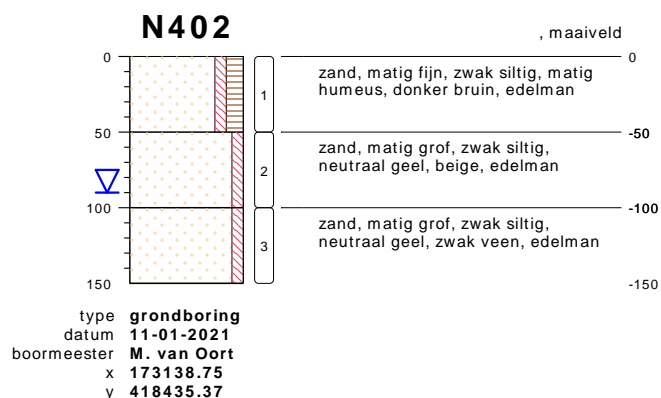 N402
, maaiveld
0
0
1
zand, matig fijn, zwak siltig, matig
humeus, donker bruin, edelman
50
-50
2
zand, matig grof, zwak siltig,
neutraal geel, beige, edelman
100
-100
3
zand, matig grof, zwak siltig,
neutraal geel, zwak veen, edelman
150
-150
type grondboring
datum 11-01-2021
boormeester M. van Oort
x 173138.75
y 418435.37